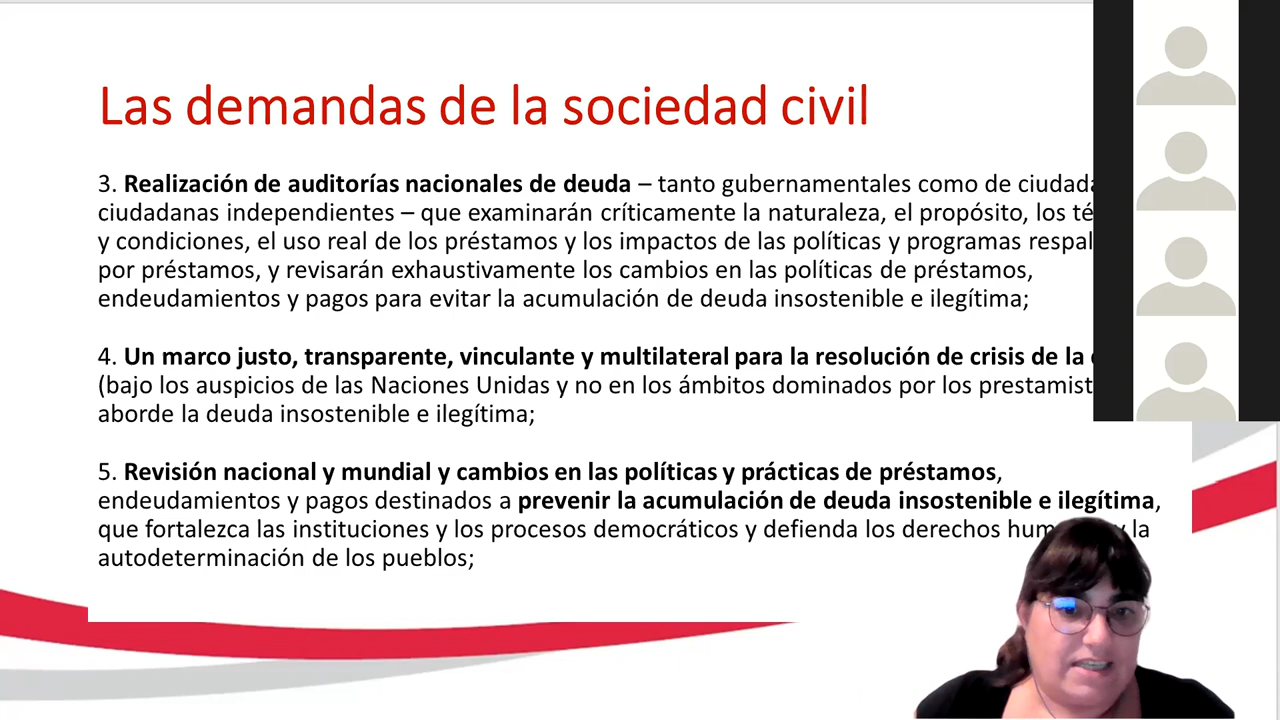 Las demandas de la sociedad civil
3. Realización de auditorías nacionales de deuda – tanto gubernamentales como de
ciudadanas independientes – que examinarán críticamente la naturaleza, el propósito, los
y condiciones, el uso real de los préstamos y los impactos de las políticas y programas
por préstamos, y revisarán exhaustivamente los cambios en las políticas de préstamos,
endeudamientos y pagos para evitar la acumulación de deuda insostenible e ilegítima;
4. Un marco justo, transparente, vinculante y multilateral para la resolución de crisis de la
(bajo los auspicios de las Naciones Unidas y no en los ámbitos dominados por los
aborde la deuda insostenible e ilegítima;
5. Revisión nacional y mundial y cambios en las políticas y prácticas de préstamos,
endeudamientos y pagos destinados a prevenir la acumulación de deuda insostenible e ilegítima,
que fortalezca las instituciones y los procesos democráticos y defienda los derechos y la
autodeterminación de los pueblos;